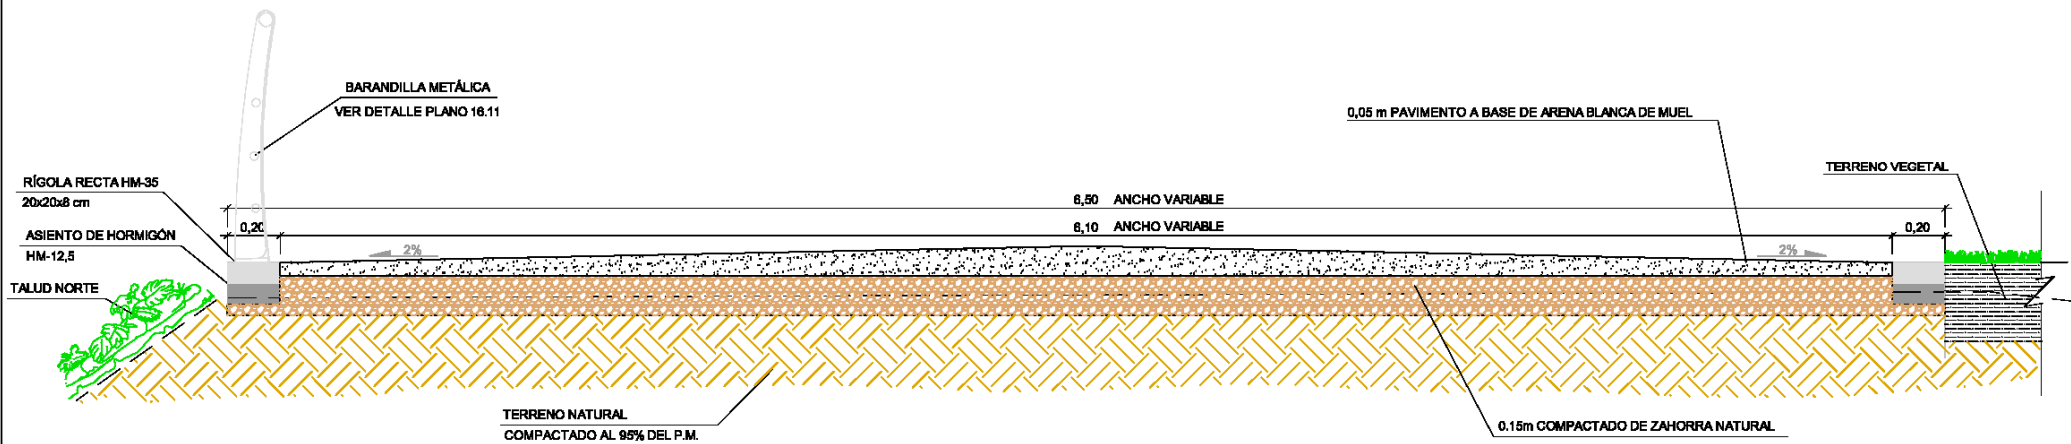 BARANDILLA METÁLICA
VER DETALLE PLANO 16.11
0,05 m PAVIMENTO A BASE DE ARENA BLANCA DE MUEL
TERRENO VEGETAL
RÍGOLA RECTA HM-35
20x20x8 cm
6,50 ANCHO VARIABLE
ASIENTO DE HORMIGÓN
HM-12,5
0,20
6,10 ANCHO VARIABLE
0,20
2%
2%
TALUD NORTE
TERRENO NATURAL
COMPACTADO AL 95% DEL P.M.
0.15m COMPACTADO DE ZAHORRA NATURAL